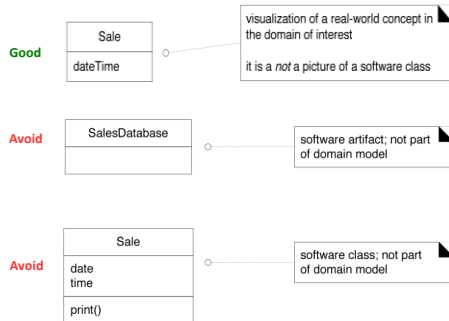 visualization of a real-world concept in
the domain of interest
it is a not a picture of a software class
Sale
dateTime
Good
SalesDatabase
Avoid
software artifact; not part
of domain model
Sale
date
time
print()
Avoid
software class; not part
of domain model